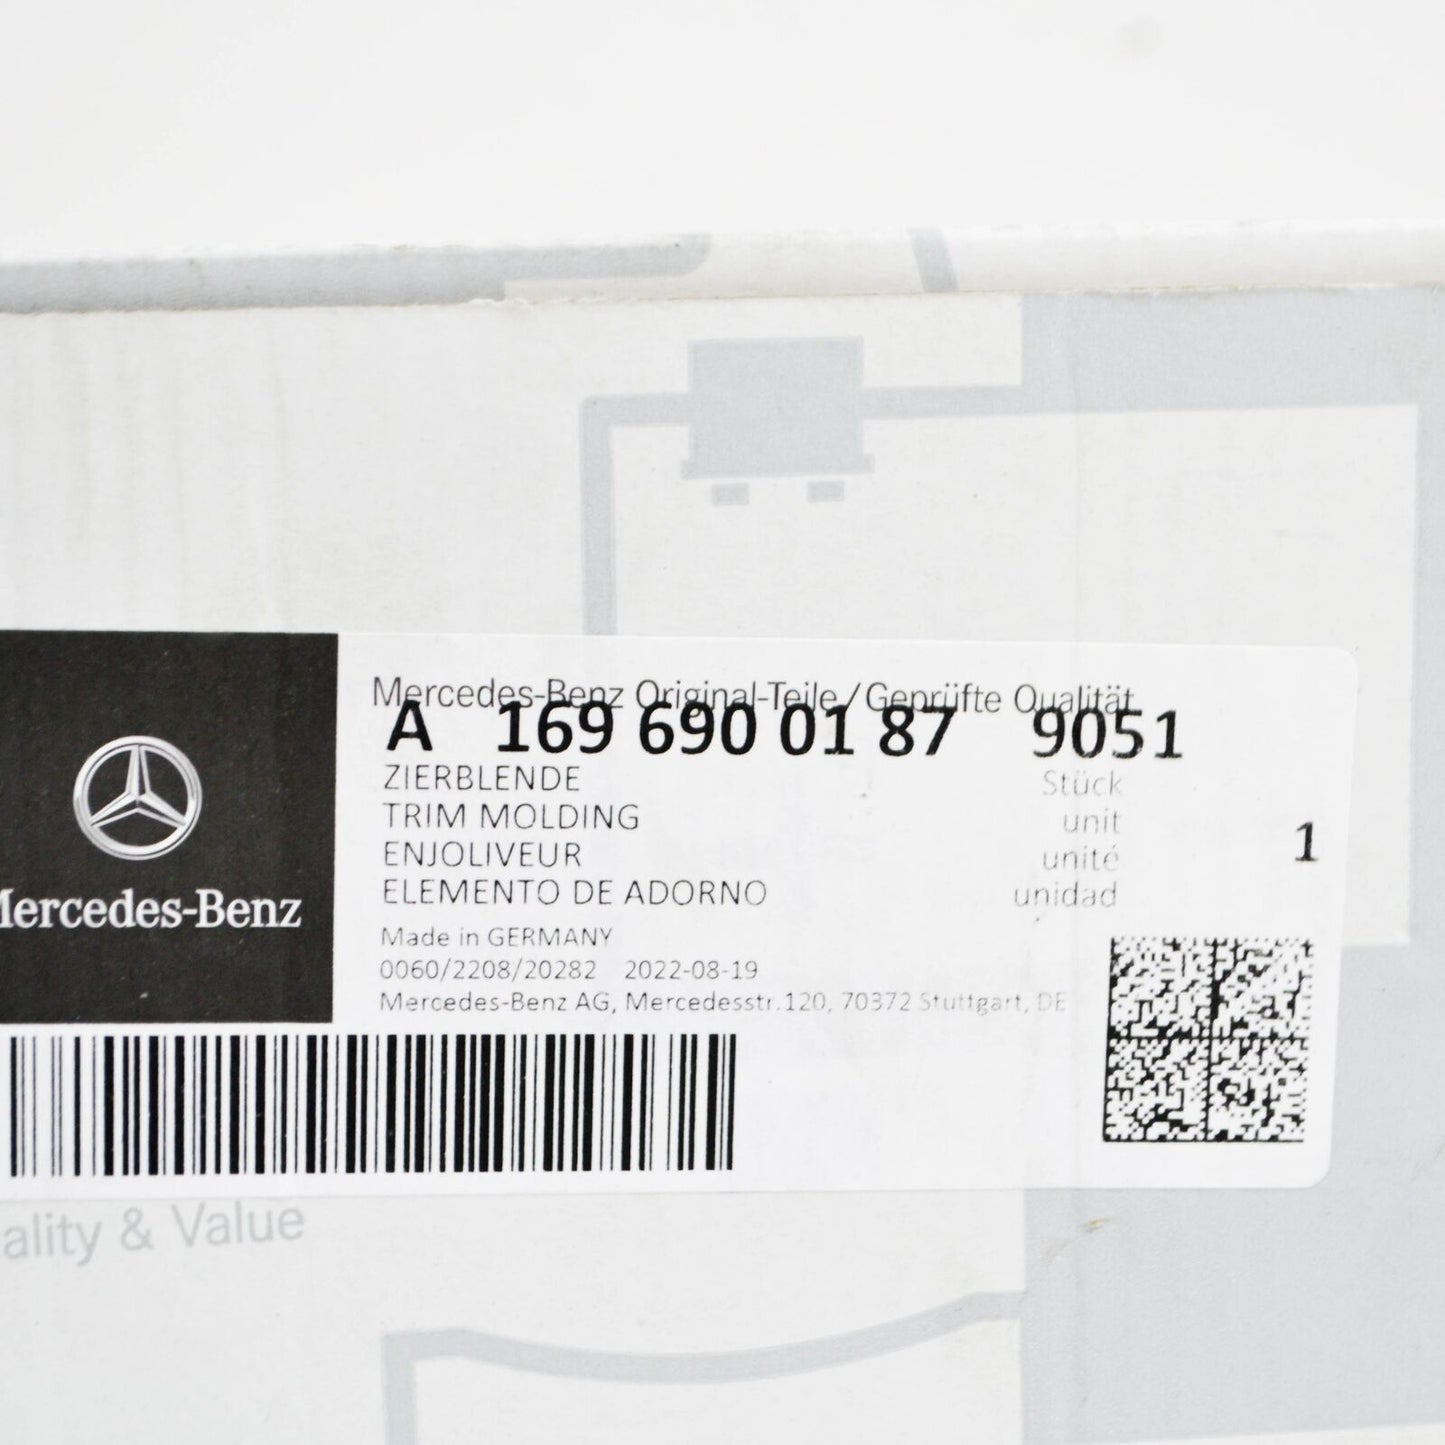 Mercedes-Benz Original-Teile/Geprüfte Qualität
A 169 690 01 87 9051
ZIERBLENDE Stück
TRIM MOLDING unit 1
ENJOLIVEUR unité
ELEMENTO DE ADORNO unidad
Mercedes-Benz
Made in GERMANY
0060/2208/20282 2022-08-19
Mercedes-Benz AG, Mercedesstr.120, 70372 Stuttgart, DE
ality & Value